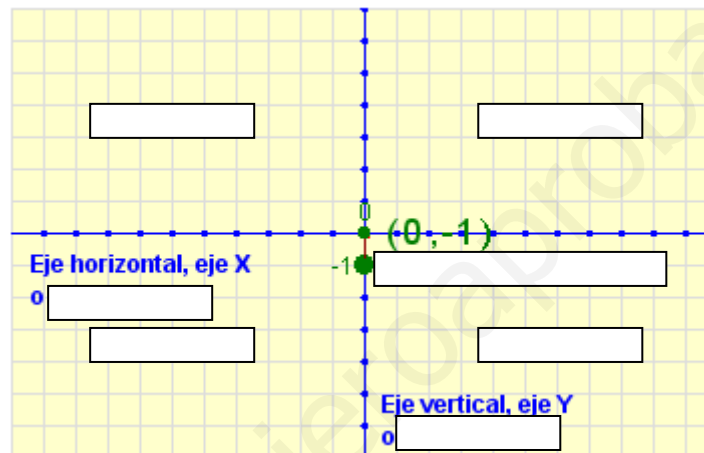 0
(0 ,-1)
Eje horizontal, eje X
-1
o
Eje vertical, eje Y
o